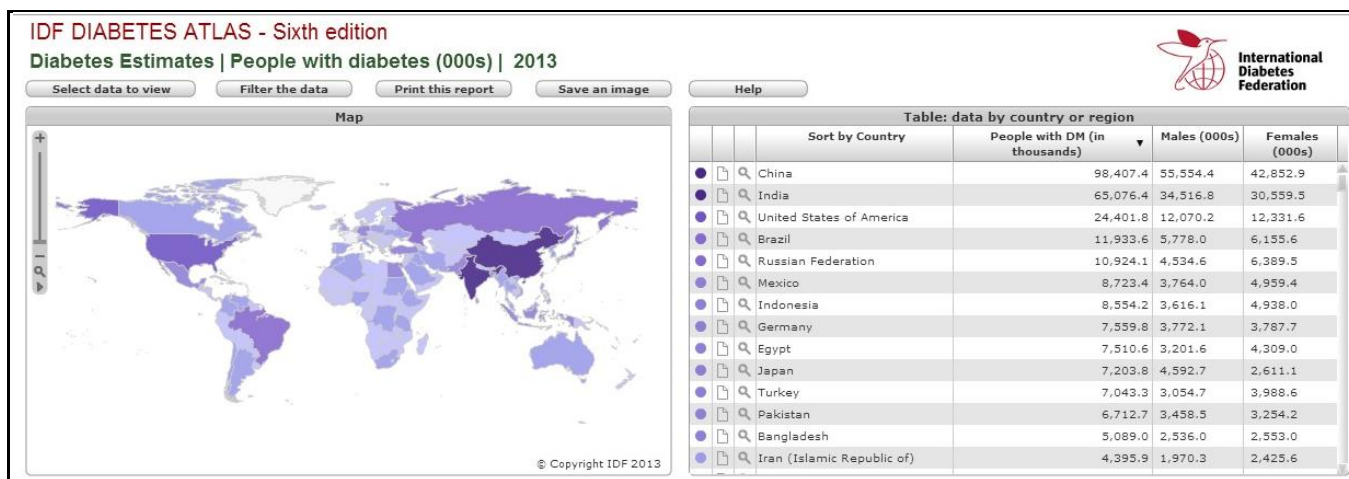 IDF DIABETES ATLAS - Sixth edition
Diabetes Estimates | People with diabetes (000s) | 2013
International
Diabetes
Federation
Select data to view Filter the data Print this report Save an image Help
Map
+
−
© Copyright IDF 2013
Table: data by country or region
Sort by Country People with DM (in thousands) ▼ Males (000s) Females (000s)
China 98,407.4 55,554.4 42,852.9
India 65,076.4 34,516.8 30,559.5
United States of America 24,401.8 12,070.2 12,331.6
Brazil 11,933.6 5,778.0 6,155.6
Russian Federation 10,924.1 4,534.6 6,389.5
Mexico 8,723.4 3,764.0 4,959.4
Indonesia 8,554.2 3,616.1 4,938.0
Germany 7,559.8 3,772.1 3,787.7
Egypt 7,510.6 3,201.6 4,309.0
Japan 7,203.8 4,592.7 2,611.1
Turkey 7,043.3 3,054.7 3,988.6
Pakistan 6,712.7 3,458.5 3,254.2
Bangladesh 5,089.0 2,536.0 2,553.0
Iran (Islamic Republic of) 4,395.9 1,970.3 2,425.6